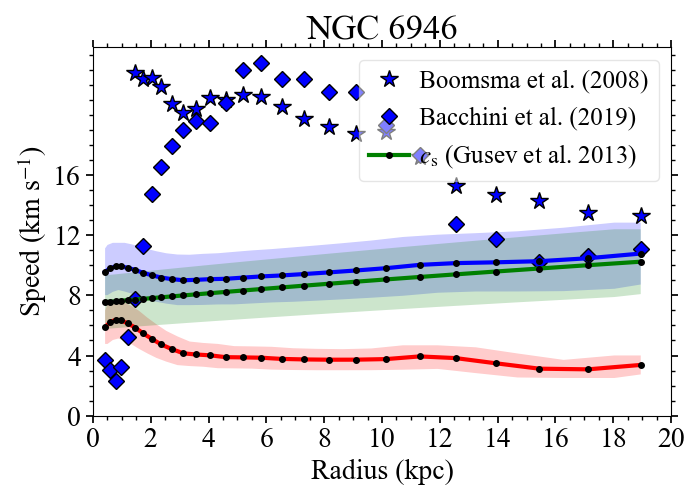 NGC 6946
Boomsma et al. (2008)
Bacchini et al. (2019)
cₛ (Gusev et al. 2013)
Speed (km s⁻¹)
16
12
8
4
0
0 2 4 6 8 10 12 14 16 18 20
Radius (kpc)